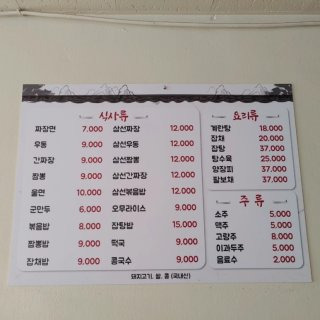 식사류
짜장면 7.000 삼선짜장 12.000
우동 9.000 삼선우동 12.000
간짜장 9.000 삼선짬뽕 12.000
짬뽕 9.000 삼선간짜장 12.000
울면 10.000 삼선볶음밥 12.000
군만두 6.000 오무라이스 9.000
볶음밥 8.000 잡탕밥 15.000
짬뽕밥 9.000 떡국 9.000
잡채밥 9.000 콩국수 9.000
요리류
계란탕 18.000
잡채 20.000
잡탕 37.000
탕수육 25.000
양장피 37.000
팔보채 37.000
주류
소주 5.000
맥주 5.000
고량주 8.000
이과두주 5.000
음료수 2.000
돼지고기, 쌀, 콩 (국내산)